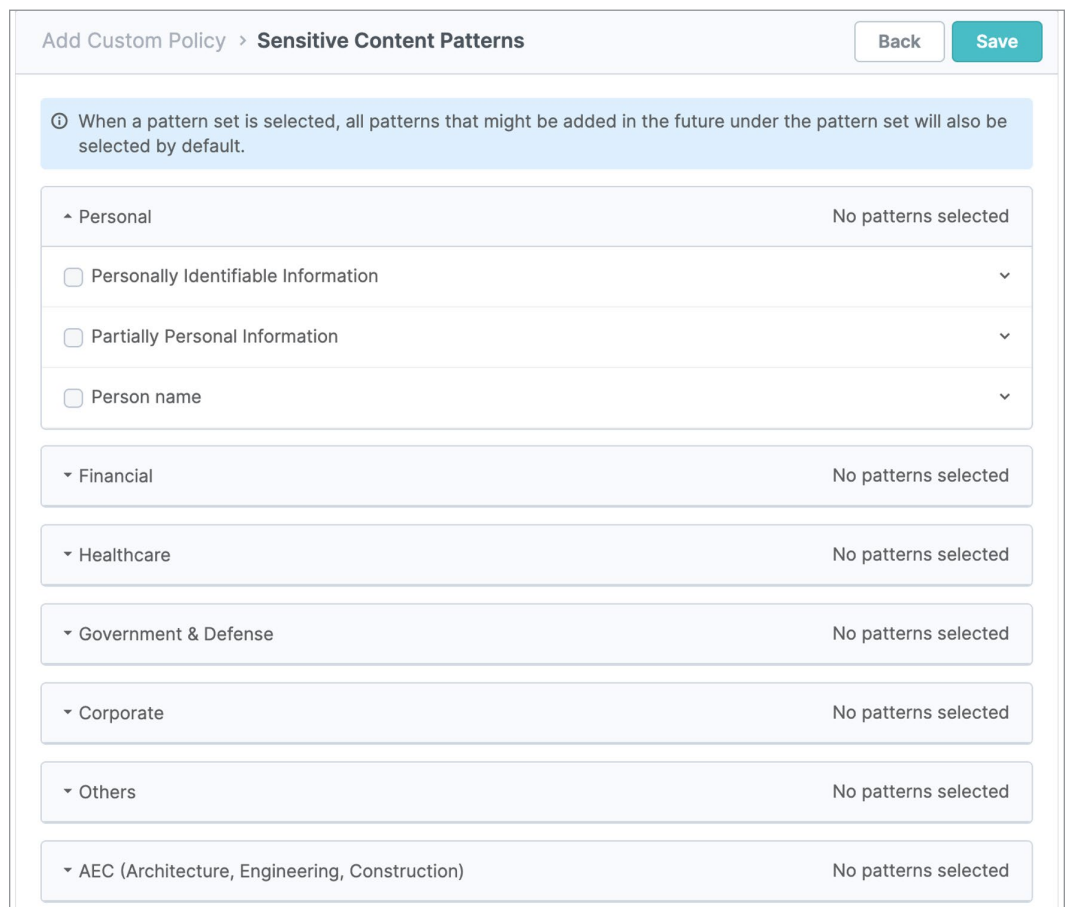 Add Custom Policy > Sensitive Content Patterns Back Save
When a pattern set is selected, all patterns that might be added in the future under the pattern set will also be
selected by default.
Personal No patterns selected
Personally Identifiable Information
Partially Personal Information
Person name
Financial No patterns selected
Healthcare No patterns selected
Government & Defense No patterns selected
Corporate No patterns selected
Others No patterns selected
AEC (Architecture, Engineering, Construction) No patterns selected